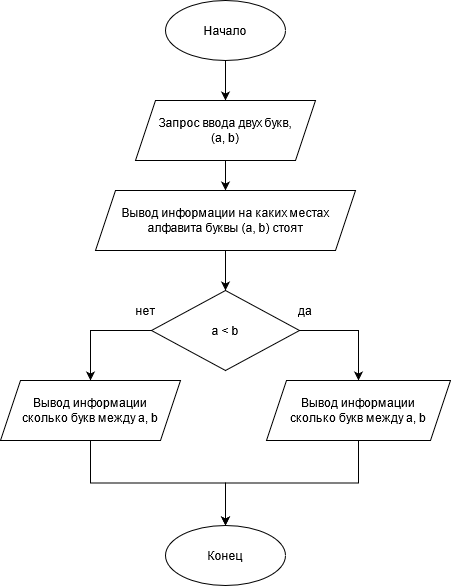 Начало
Запрос ввода двух букв,
(a, b)
Вывод информации на каких местах
алфавита буквы (a, b) стоят
нет
да
a < b
Вывод информации
сколько букв между a, b
Вывод информации
сколько букв между a, b
Конец